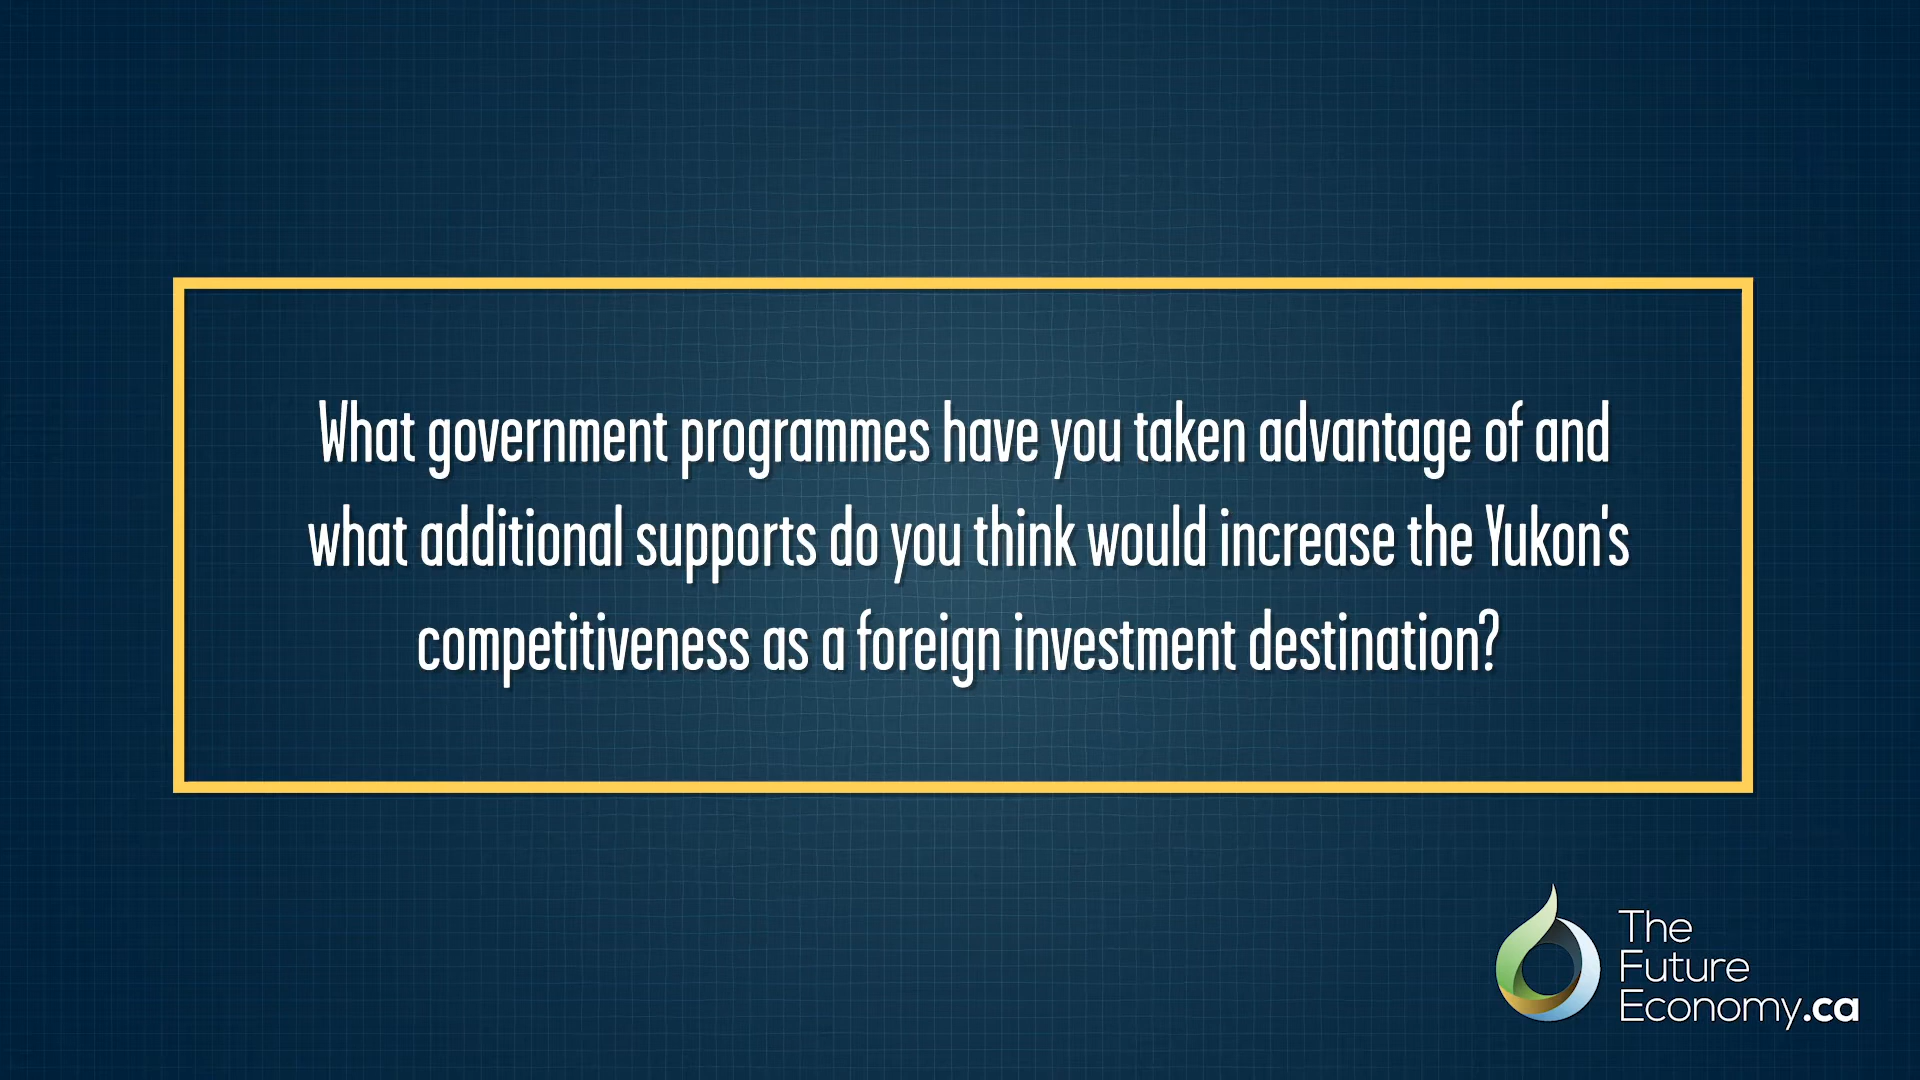 What government programmes have you taken advantage of and
what additional supports do you think would increase the Yukon's
competitiveness as a foreign investment destination?
The
Future
Economy.ca